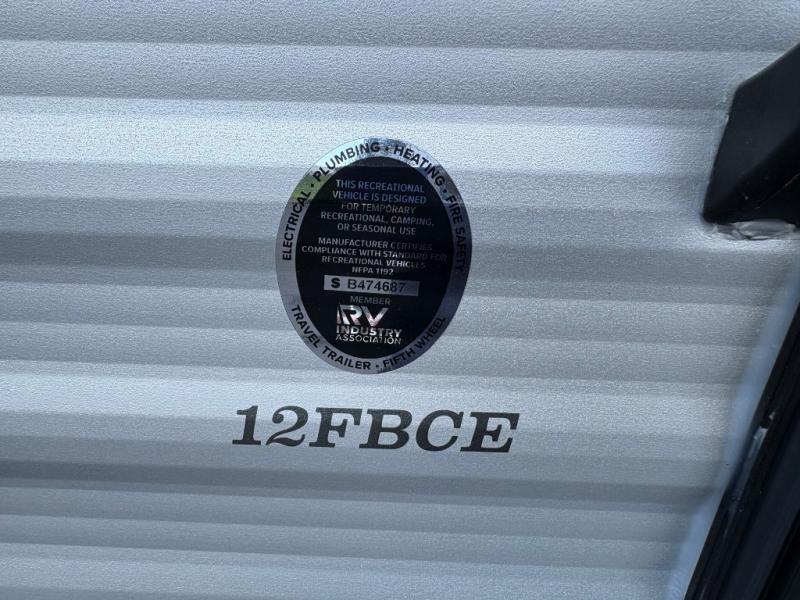 ELECTRICAL • PLUMBING • HEATING • FIRE SAFETY
THIS RECREATIONAL
VEHICLE IS DESIGNED
FOR TEMPORARY
RECREATIONAL, CAMPING,
OR SEASONAL USE
MANUFACTURER CERTIFIES
COMPLIANCE WITH STANDARD FOR
RECREATIONAL VEHICLES
NFPA 1192
S B474687
MEMBER
RV
INDUSTRY
ASSOCIATION
TRAVEL TRAILER • FIFTH WHEEL
12FBCE